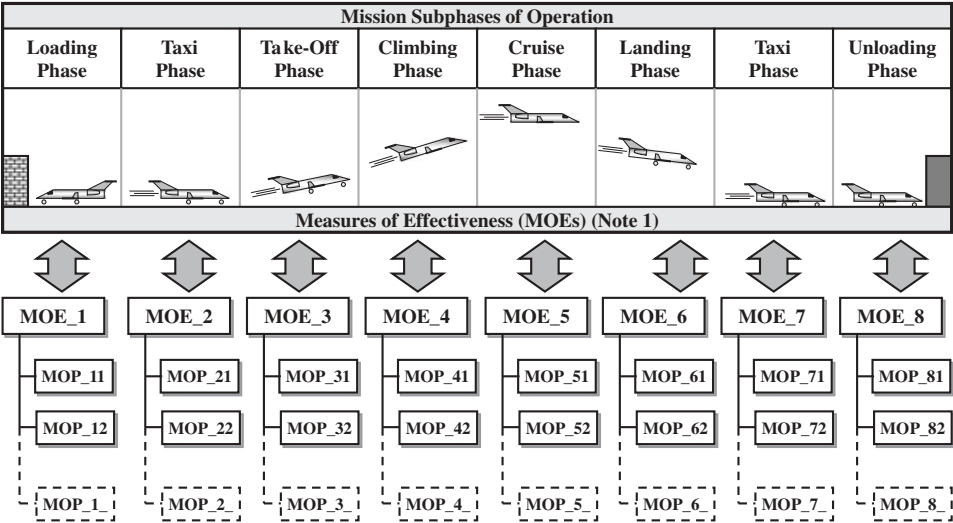 Mission Subphases of Operation
Loading Phase
Taxi Phase
Take-Off Phase
Climbing Phase
Cruise Phase
Landing Phase
Taxi Phase
Unloading Phase
Measures of Effectiveness (MOEs) (Note 1)
MOE_1 MOE_2 MOE_3 MOE_4 MOE_5 MOE_6 MOE_7 MOE_8
MOP_11 MOP_21 MOP_31 MOP_41 MOP_51 MOP_61 MOP_71 MOP_81
MOP_12 MOP_22 MOP_32 MOP_42 MOP_52 MOP_62 MOP_72 MOP_82
MOP_1_ MOP_2_ MOP_3_ MOP_4_ MOP_5_ MOP_6_ MOP_7_ MOP_8_